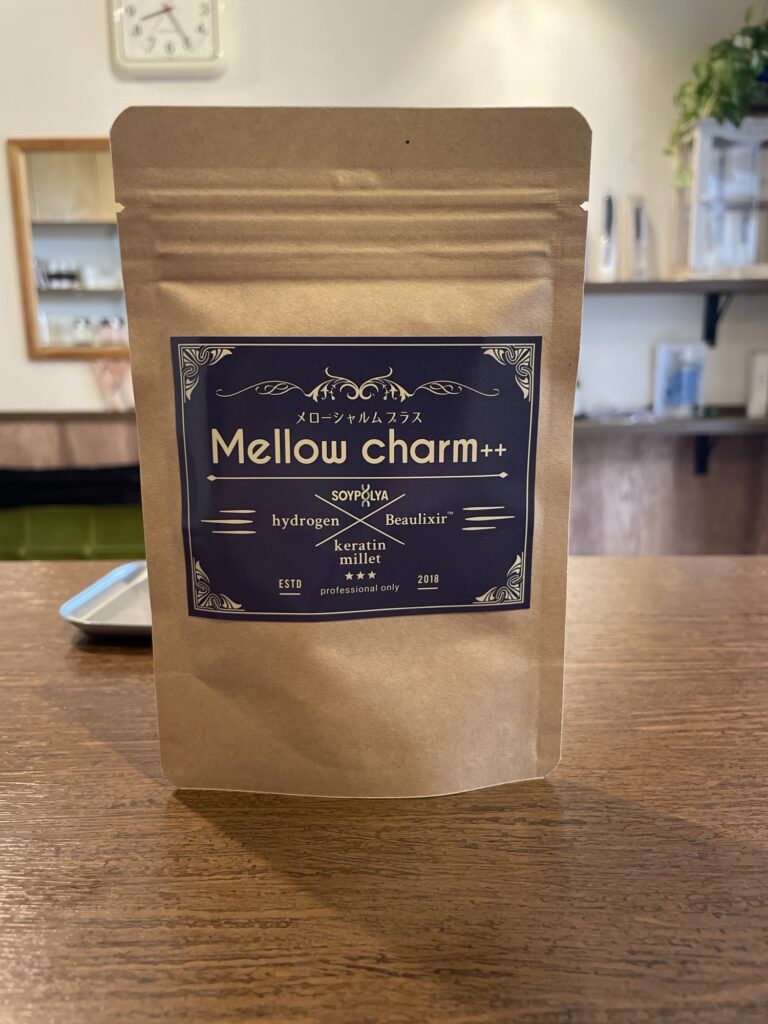 メローシャルム プラス
Mellow charm++
SOYPOLYA
hydrogen Beaulixir™
keratin
millet
ESTD ★★★ 2018
professional only